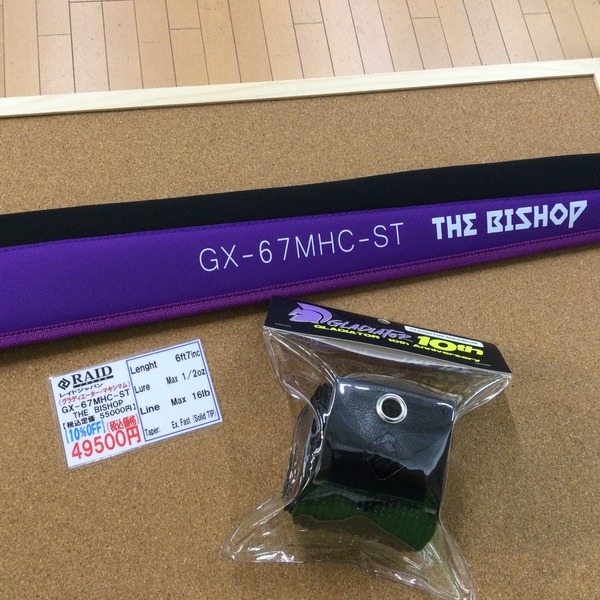 GX-67MHC-ST THE BISHOP
GLADIATOR 10th
GLADIATOR 10th Anniversary
RAID
レイドジャパン
(グラディエーター・マキシマム)
GX-67MHC-ST
THE BISHOP
[税込定価 55000円]
[10%OFF] [税込価格]
49500円
Lenght 6ft7inc
Lure Max 1/2oz
Line Max 16lb
Taper. Ex. Fast (Solid TIP)